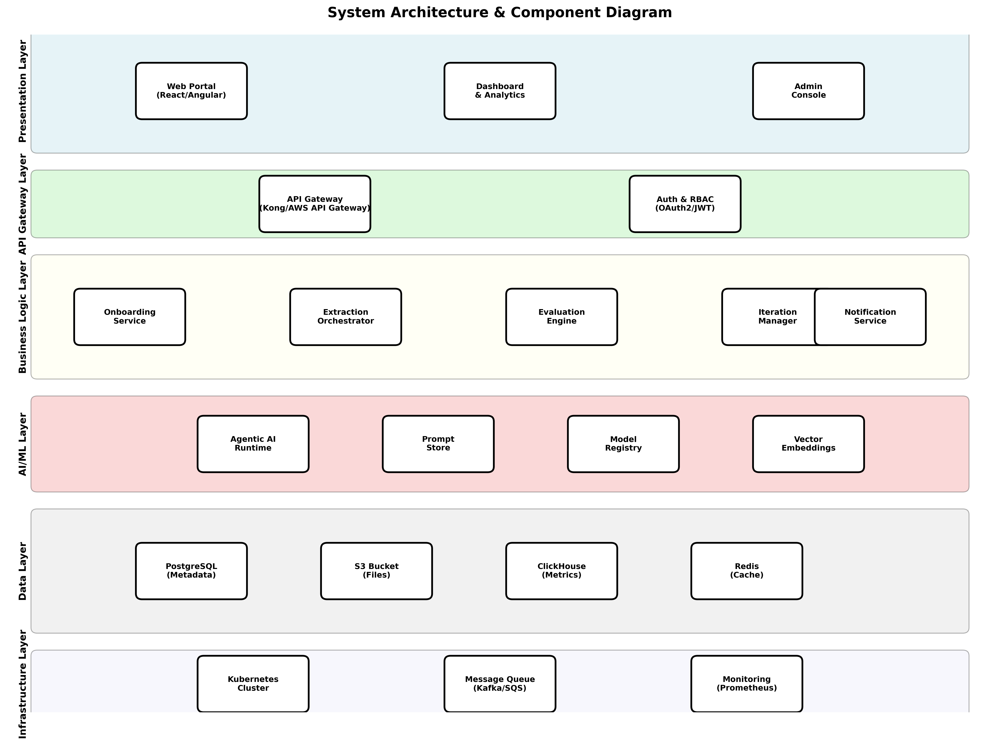 System Architecture & Component Diagram
Presentation Layer
Web Portal
(React/Angular)
Dashboard
& Analytics
Admin
Console
API Gateway Layer
API Gateway
(Kong/AWS API Gateway)
Auth & RBAC
(OAuth2/JWT)
Business Logic Layer
Onboarding
Service
Extraction
Orchestrator
Evaluation
Engine
Iteration
Manager
Notification
Service
AI/ML Layer
Agentic AI
Runtime
Prompt
Store
Model
Registry
Vector
Embeddings
Data Layer
PostgreSQL
(Metadata)
S3 Bucket
(Files)
ClickHouse
(Metrics)
Redis
(Cache)
Infrastructure Layer
Kubernetes
Cluster
Message Queue
(Kafka/SQS)
Monitoring
(Prometheus)